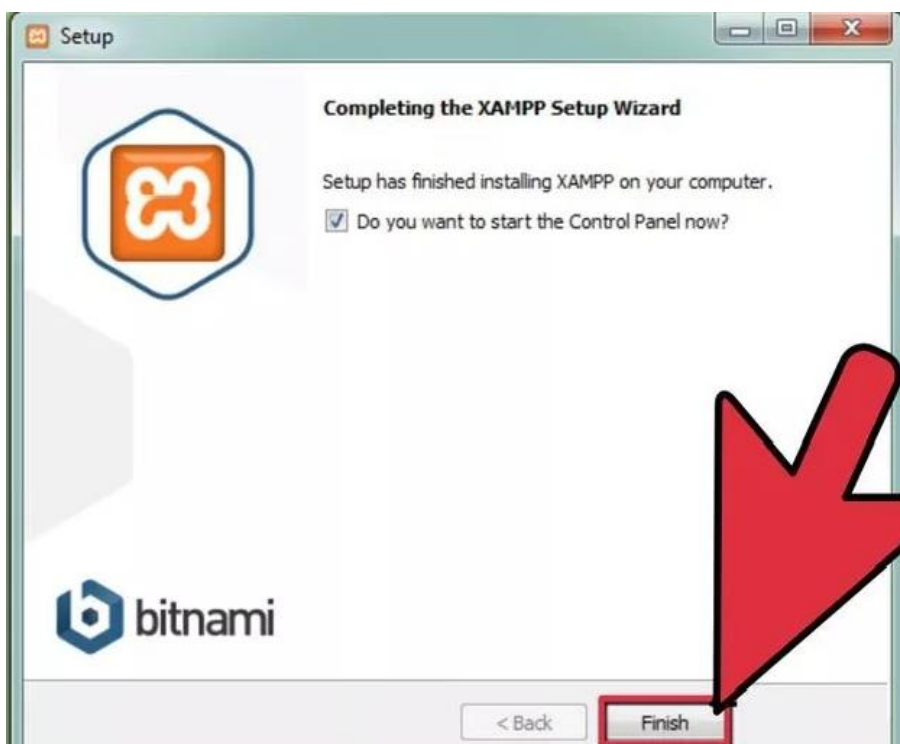 Setup
Completing the XAMPP Setup Wizard
Setup has finished installing XAMPP on your computer.
Do you want to start the Control Panel now?
bitnami
< Back
Finish